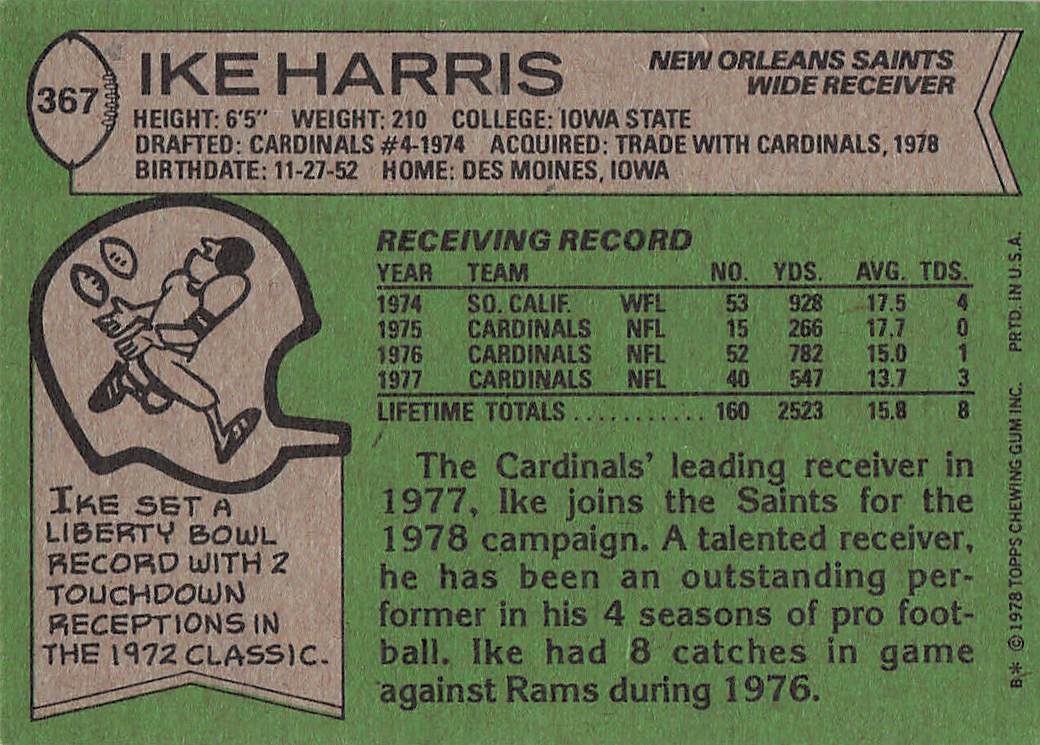 367
IKE HARRIS
NEW ORLEANS SAINTS
WIDE RECEIVER
HEIGHT: 6'5" WEIGHT: 210 COLLEGE: IOWA STATE
DRAFTED: CARDINALS #4-1974 ACQUIRED: TRADE WITH CARDINALS, 1978
BIRTHDATE: 11-27-52 HOME: DES MOINES, IOWA
RECEIVING RECORD
YEAR TEAM NO. YDS. AVG. TDS.
1974 SO. CALIF. WFL 53 928 17.5 4
1975 CARDINALS NFL 15 266 17.7 0
1976 CARDINALS NFL 52 782 15.0 1
1977 CARDINALS NFL 40 547 13.7 3
LIFETIME TOTALS........... 160 2523 15.8 8
IKE SET A
LIBERTY BOWL
RECORD WITH 2
TOUCHDOWN
RECEPTIONS IN
THE 1972 CLASSIC.
The Cardinals' leading receiver in
1977, Ike joins the Saints for the
1978 campaign. A talented receiver,
he has been an outstanding per-
former in his 4 seasons of pro foot-
ball. Ike had 8 catches in game
against Rams during 1976.
B* © 1978 TOPPS CHEWING GUM INC. PRTD. IN U.S.A.